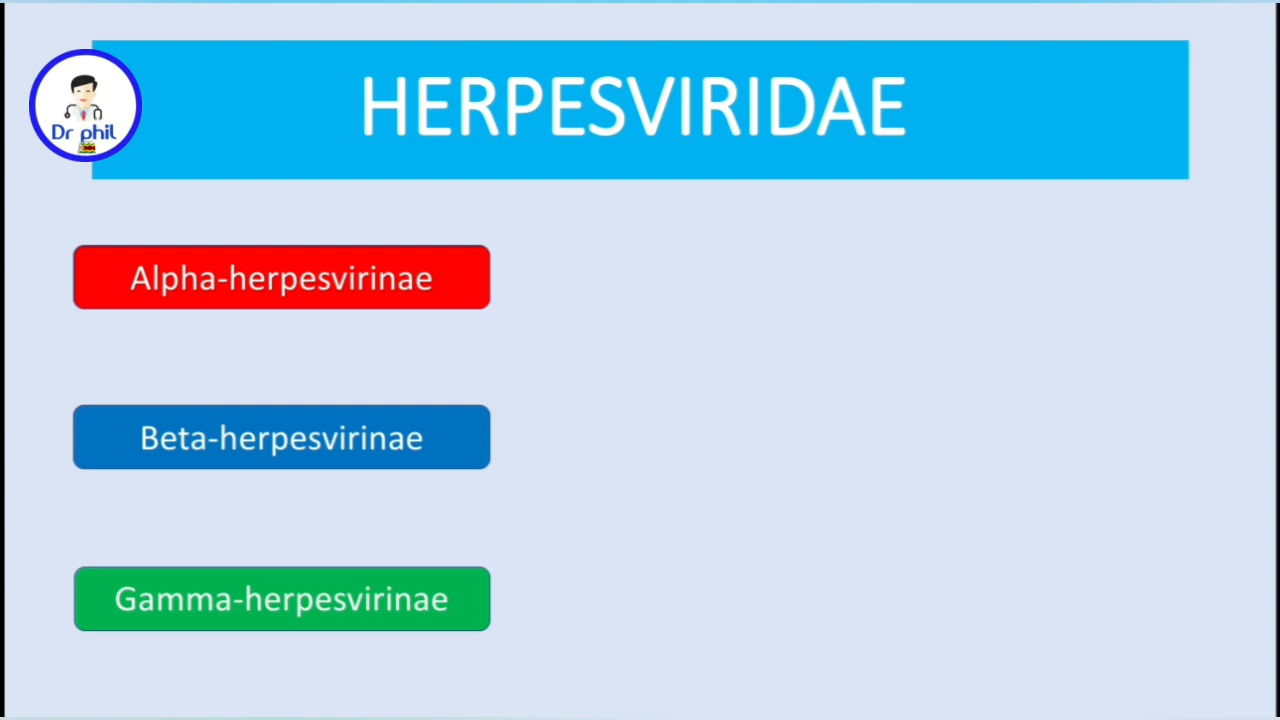 HERPESVIRIDAE
Dr phil
Alpha-herpesvirinae
Beta-herpesvirinae
Gamma-herpesvirinae